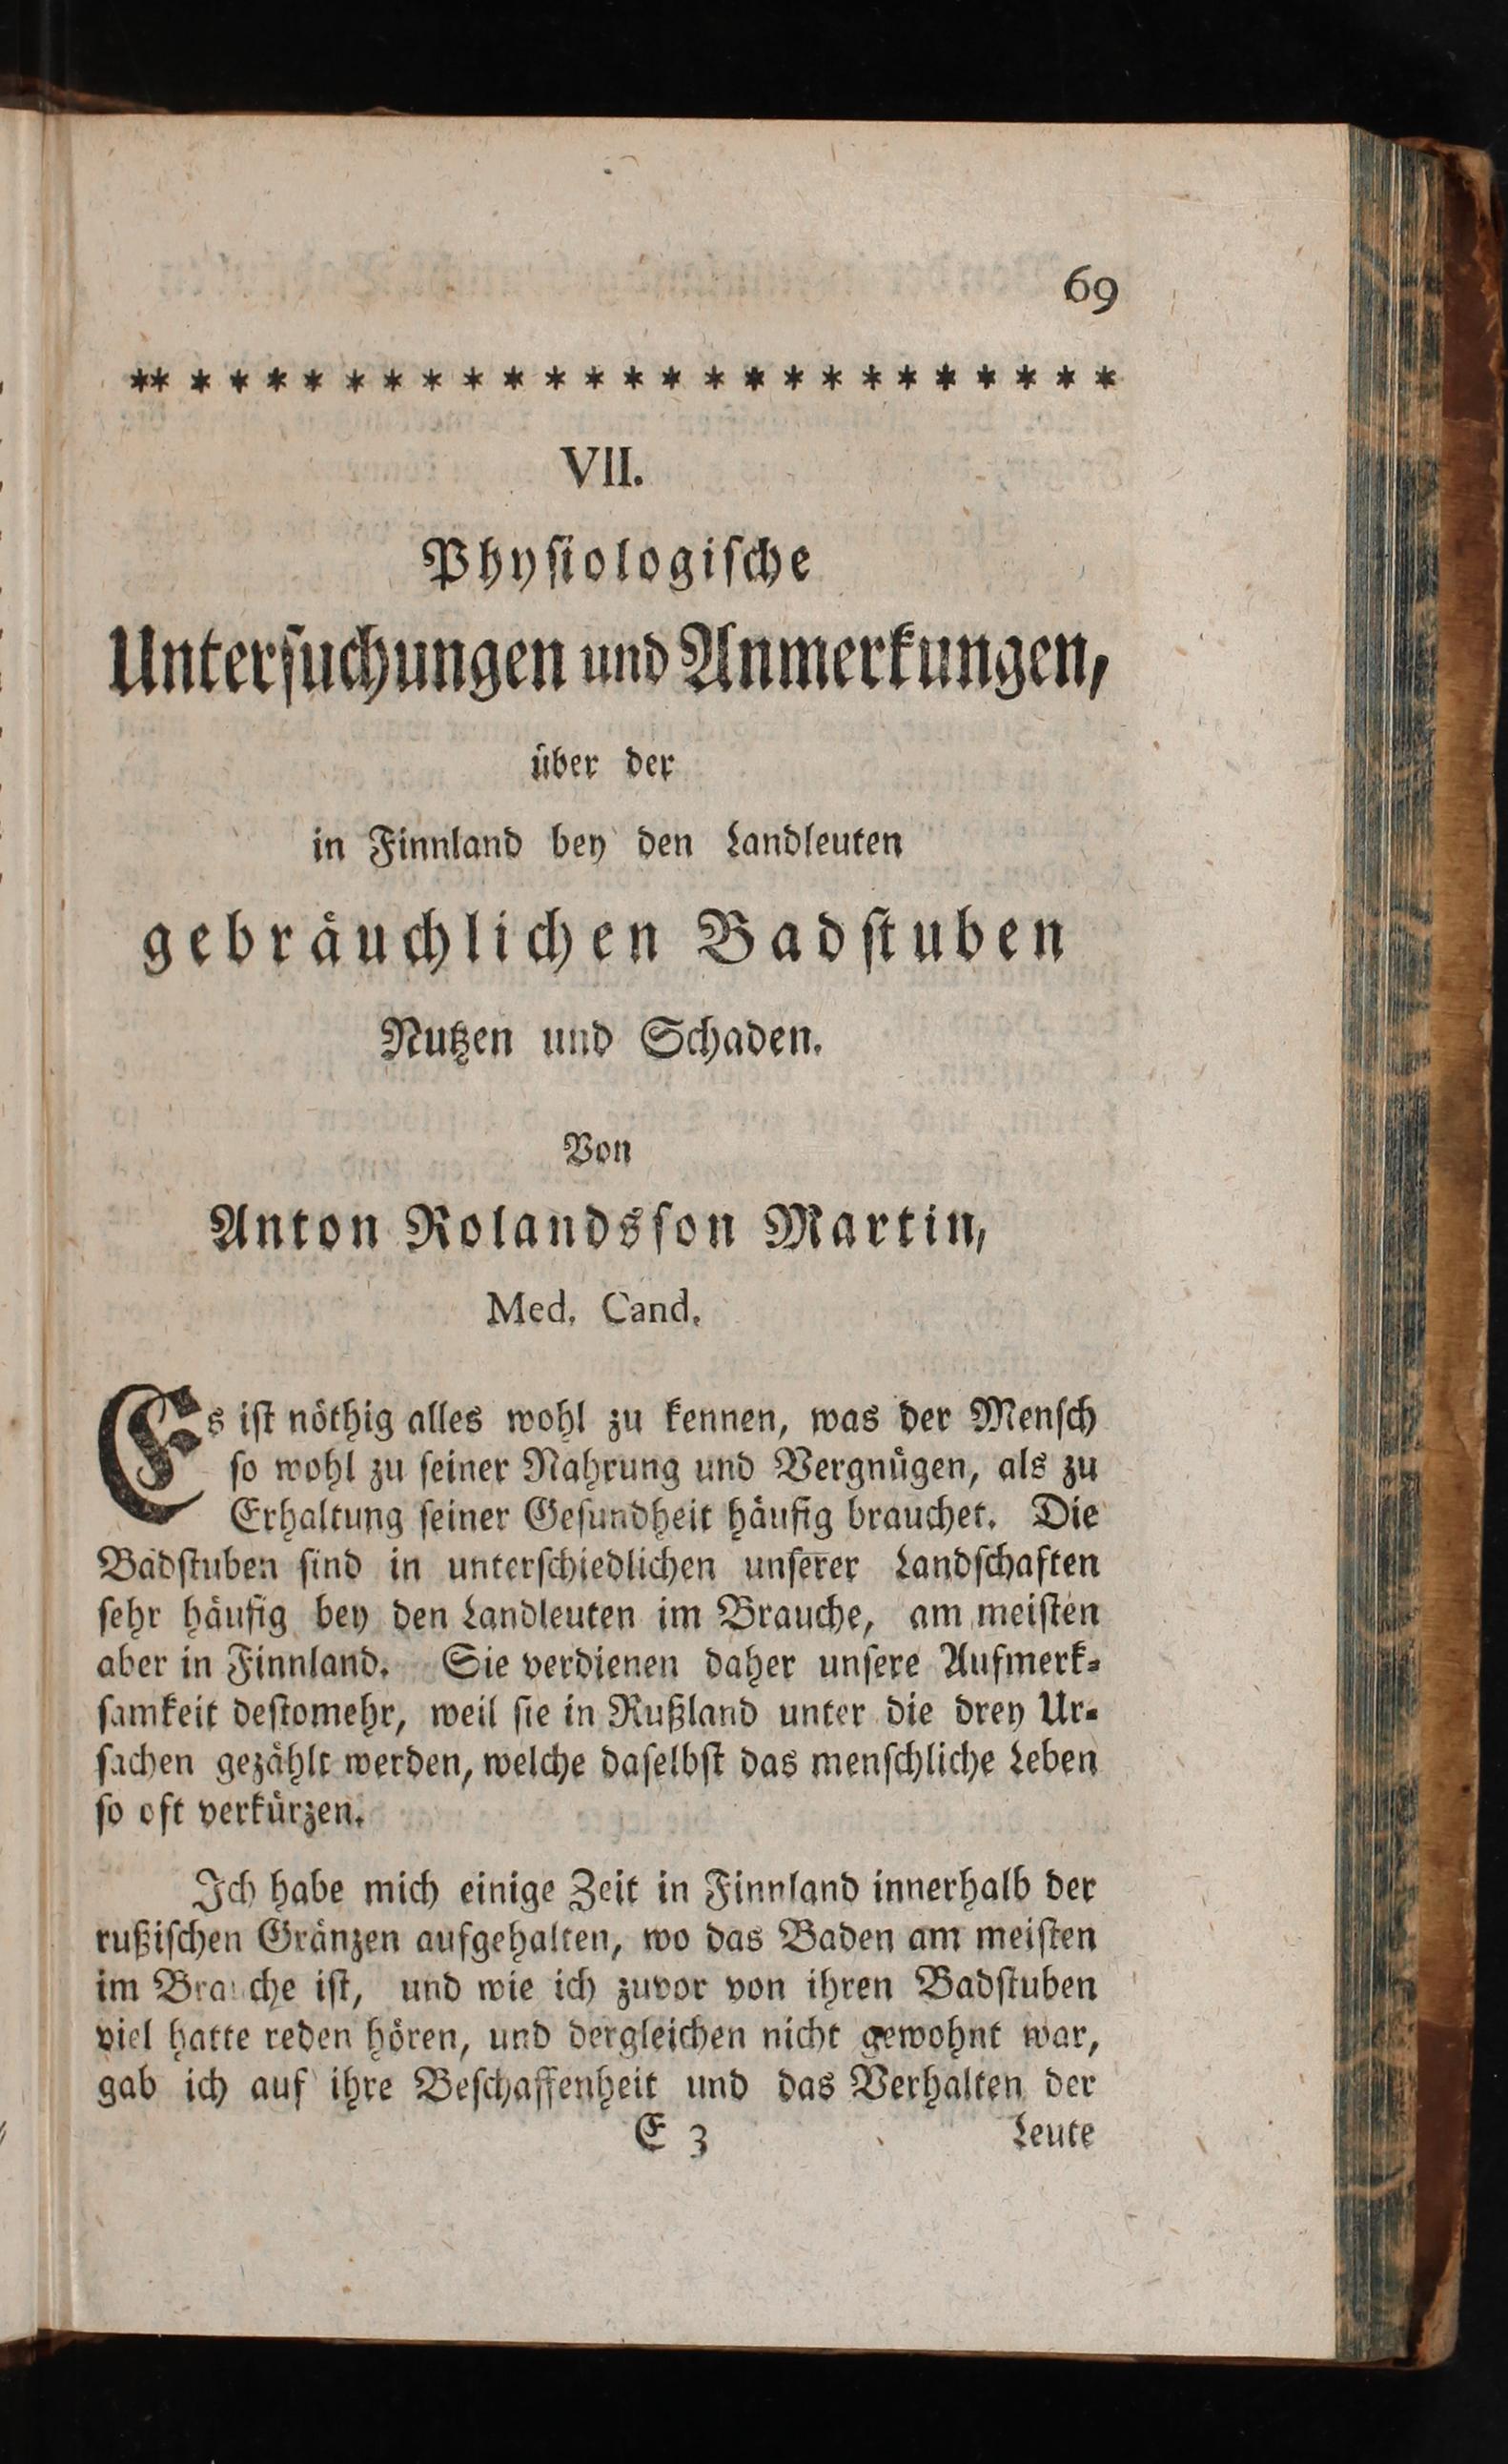 69
** * * * * * * * * * * * * * * * * * * * * * * * *
VII.
Physiologische
Untersuchungen und Anmerkungen,
über der
in Finnland bey den Landleuten
gebräuchlichen Badstuben
Nutzen und Schaden.
Von
Anton Rolandsson Martin,
Med. Cand.
Es ist nöthig alles wohl zu kennen, was der Mensch
so wohl zu seiner Nahrung und Vergnügen, als zu
Erhaltung seiner Gesundheit häufig brauchet. Die
Badstuben sind in unterschiedlichen unserer Landschaften
sehr häufig bey den Landleuten im Brauche, am meisten
aber in Finnland. Sie verdienen daher unsere Aufmerk-
samkeit destomehr, weil sie in Rußland unter die drey Ur-
sachen gezählt werden, welche daselbst das menschliche Leben
so oft verkürzen.
Ich habe mich einige Zeit in Finnland innerhalb der
rußischen Gränzen aufgehalten, wo das Baden am meisten
im Brauche ist, und wie ich zuvor von ihren Badstuben
viel hatte reden hören, und dergleichen nicht gewohnt war,
gab ich auf ihre Beschaffenheit und das Verhalten der
E 3 Leute